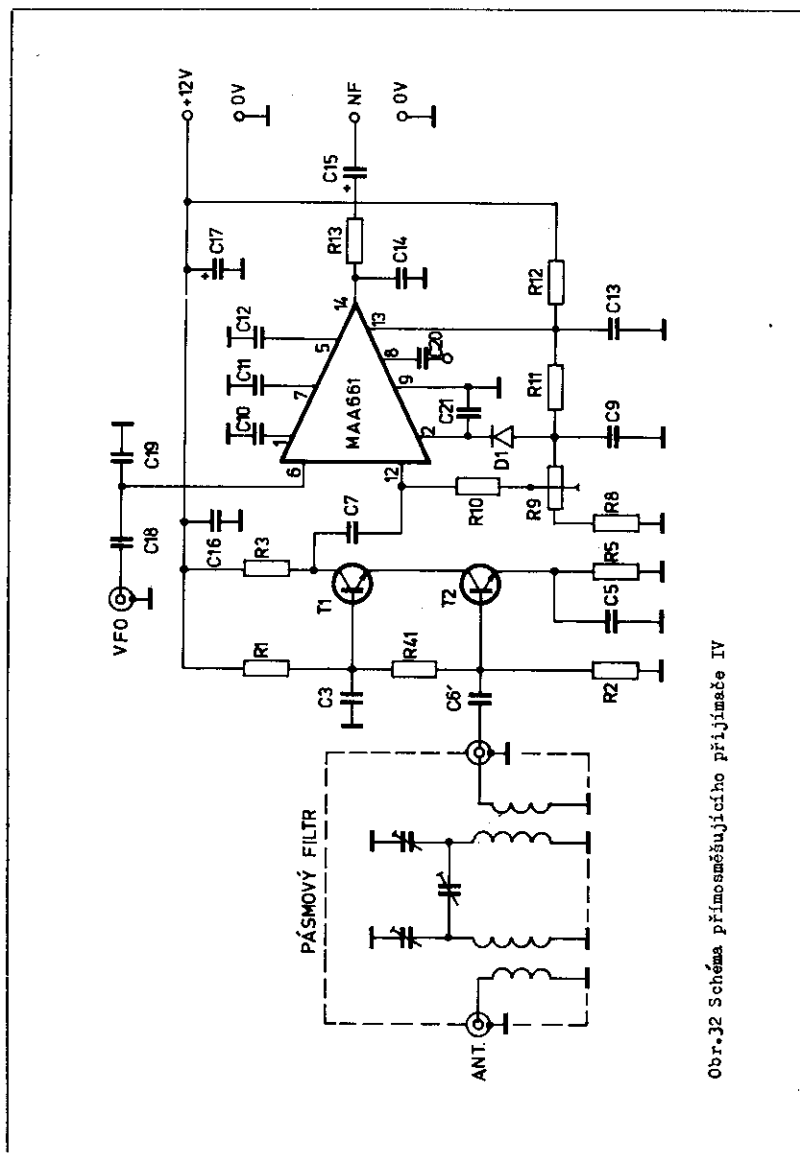 +12V
0V
NF
0V
C15
+
R13
C14
C17
+
14
13
5
7
1
8
9
2
6
12
MAA661
C12
C11
C10
C20
C21
R12
C13
R11
C9
D1
R9
R10
R8
C19
C18
VFO
C16
C7
R3
T1
T2
R5
C5
R1
R41
C3
C6'
R2
PÁSMOVÝ FILTR
ANT.
Obr.32 Schéma přímosměšujícího přijímače IV